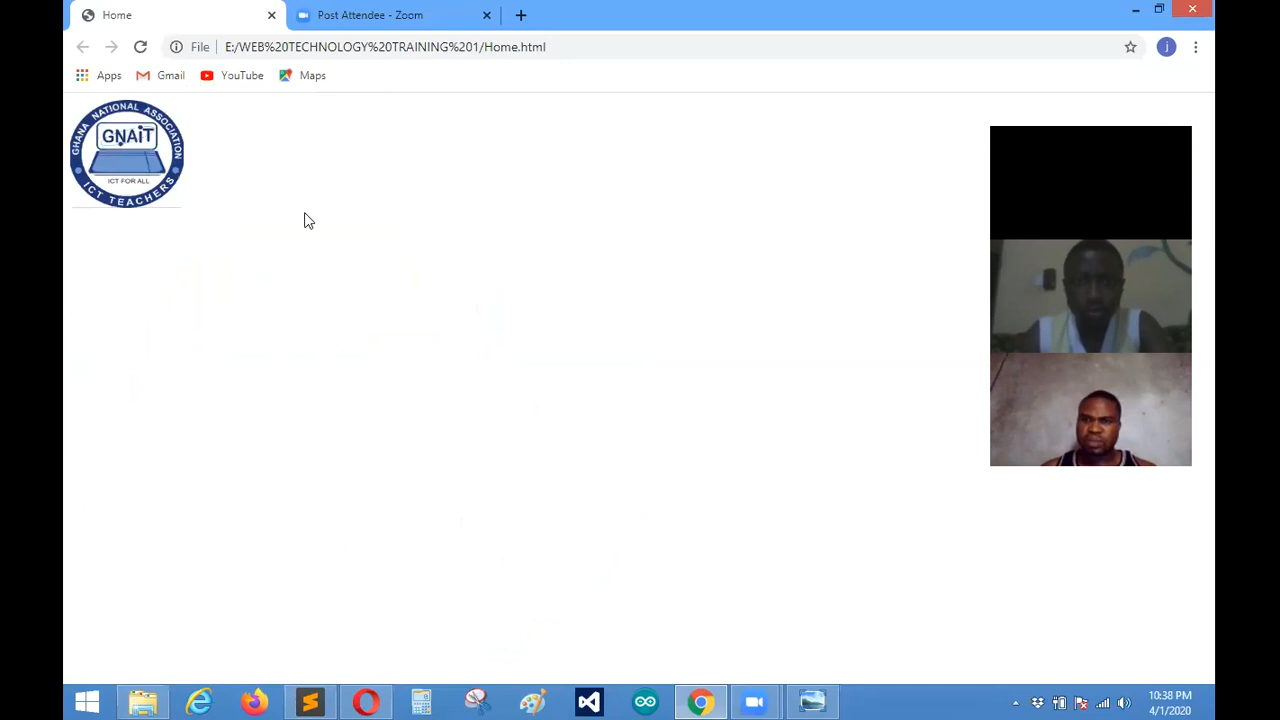 Home
Post Attendee - Zoom
File
E:/WEB%20TECHNOLOGY%20TRAINING%201/Home.html
j
Apps
Gmail
YouTube
Maps
GHANA NATIONAL ASSOCIATION
GNAiT
ICT FOR ALL
ICT TEACHERS
10:38 PM
4/1/2020